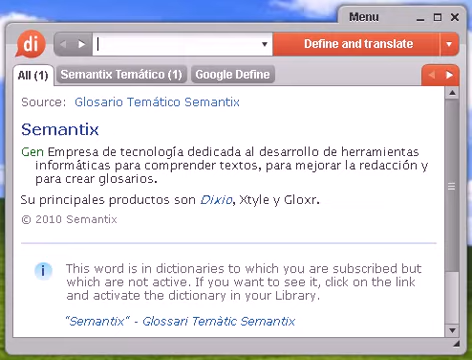 Menu
di
Define and translate
All (1)
Semantix Temático (1)
Google Define
Source: Glosario Temático Semantix
Semantix
Gen Empresa de tecnología dedicada al desarrollo de herramientas
informáticas para comprender textos, para mejorar la redacción y
para crear glosarios.
Su principales productos son Dixio, Xtyle y Gloxr.
© 2010 Semantix
i
This word is in dictionaries to which you are subscribed but
which are not active. If you want to see it, click on the link
and activate the dictionary in your Library.
"Semantix" - Glossari Temàtic Semantix